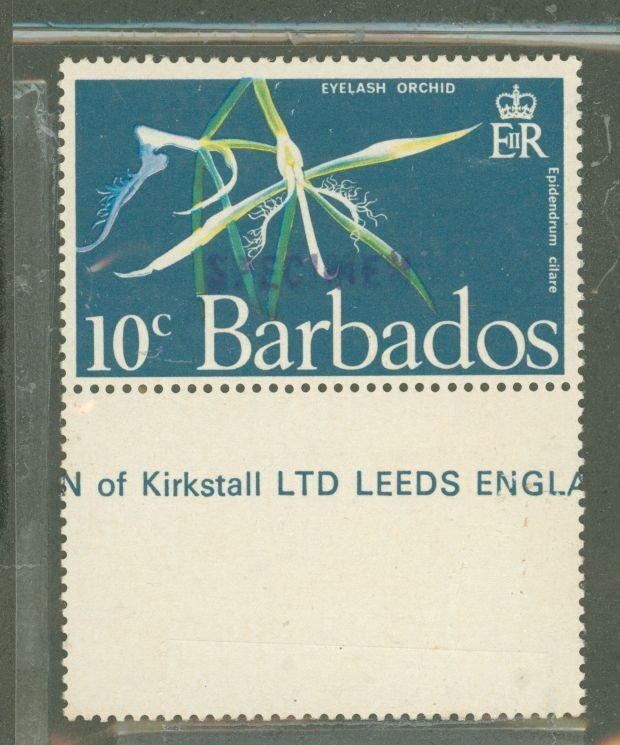 EYELASH ORCHID
EIIR
Epidendrum cilare
SPECIMEN
10c Barbados
N of Kirkstall LTD LEEDS ENGLA